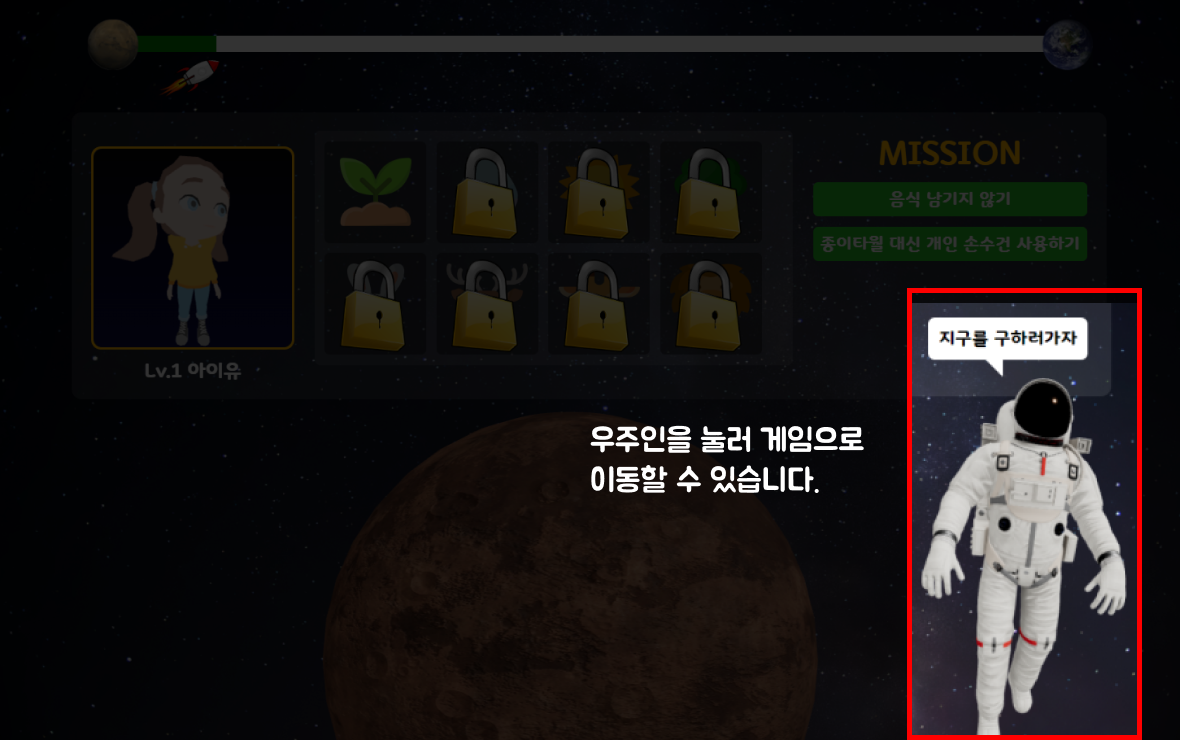 MISSION
음식 남기지 않기
종이타월 대신 개인 손수건 사용하기
지구를 구하러가자
Lv.1 아이유
우주인을 눌러 게임으로
이동할 수 있습니다.